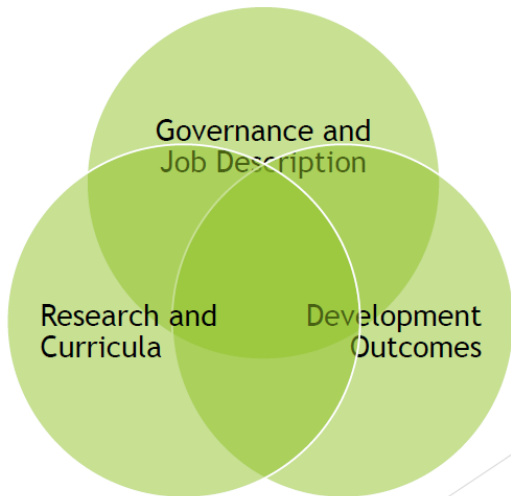 Governance and
Job Description
Research and
Curricula
Development
Outcomes